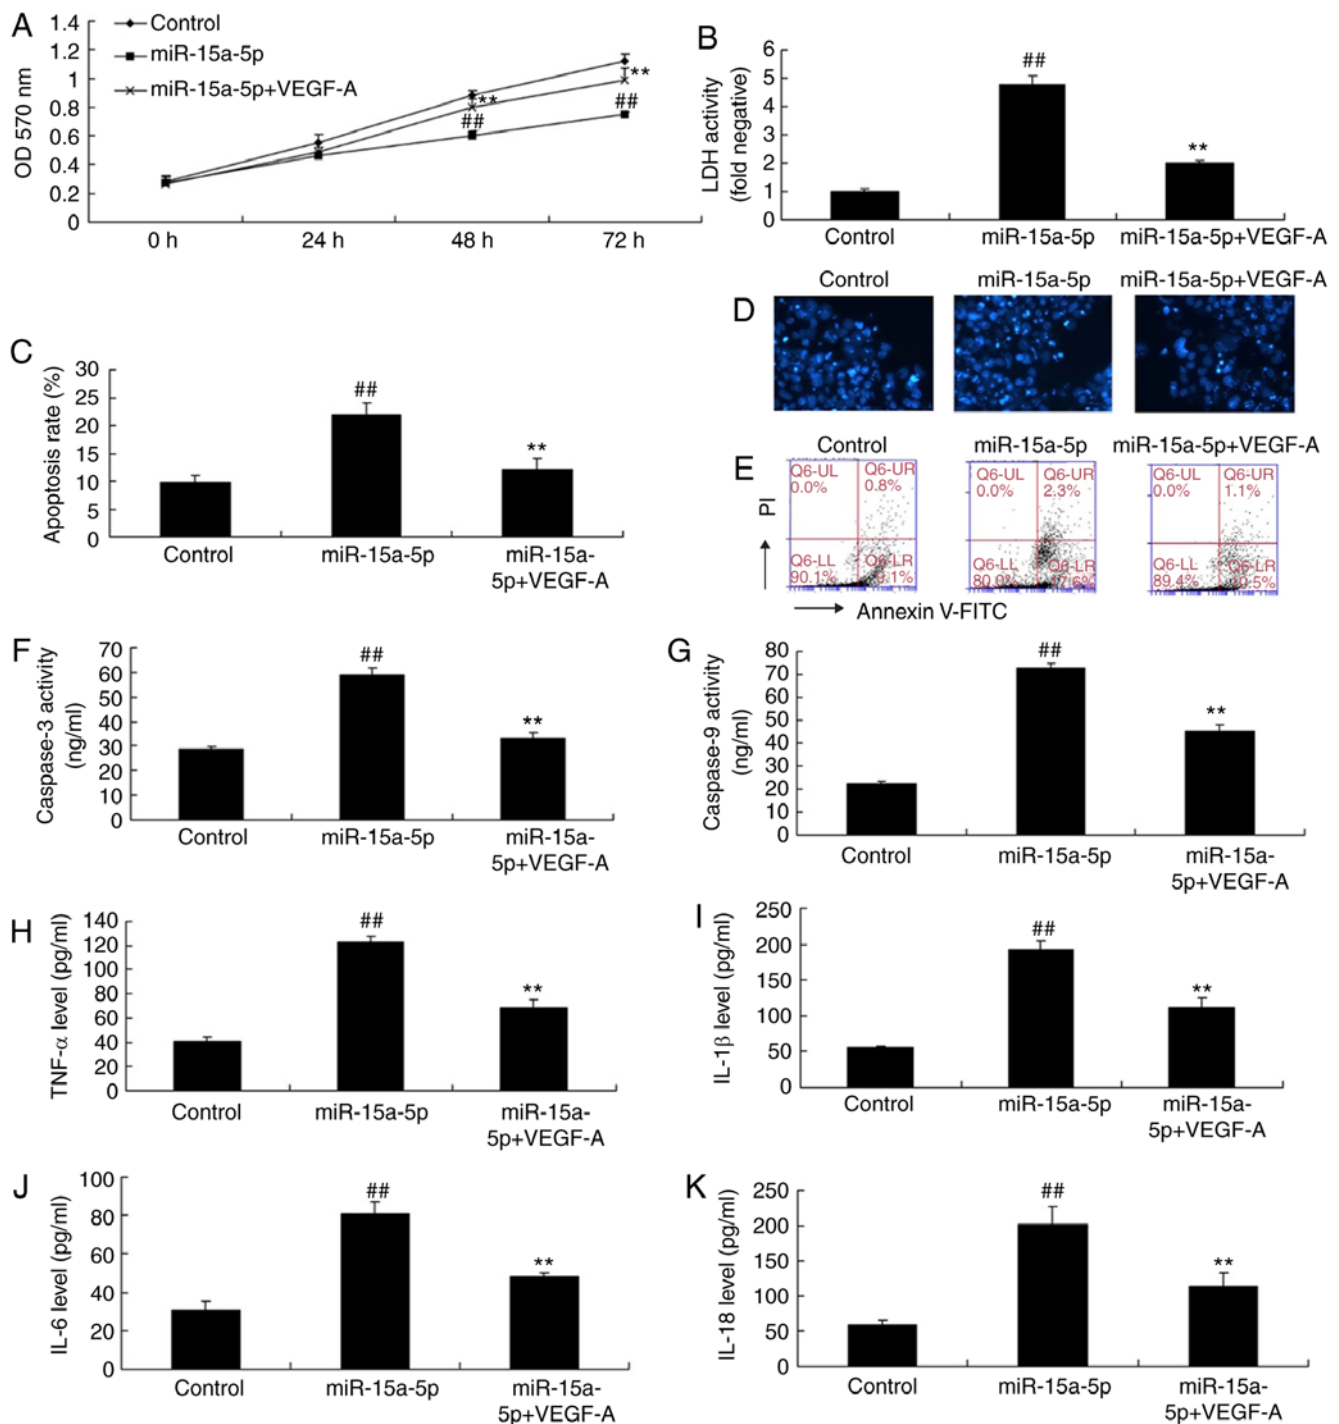 A
1.4
1.2
1
0.8
0.6
0.4
0.2
0
OD 570 nm
Control
miR-15a-5p
miR-15a-5p+VEGF-A
**
##
**
##
0 h 24 h 48 h 72 h
B
6
5
4
3
2
1
0
LDH activity
(fold negative)
##
**
Control miR-15a-5p miR-15a-5p+VEGF-A
C
30
25
20
15
10
5
0
Apoptosis rate (%)
##
**
Control miR-15a-5p miR-15a-
5p+VEGF-A
D
Control miR-15a-5p miR-15a-5p+VEGF-A
E
Control miR-15a-5p miR-15a-5p+VEGF-A
PI
Q6-UL Q6-UR
0.0% 0.8%
Q6-LL Q6-LR
90.1% 9.1%
Q6-UL Q6-UR
0.0% 2.3%
Q6-LL Q6-LR
Q6-UL Q6-UR
0.0% 1.1%
Q6-LL Q6-LR
89.4%
Annexin V-FITC
F
70
60
50
40
30
20
10
0
Caspase-3 activity
(ng/ml)
##
**
Control miR-15a-5p miR-15a-
5p+VEGF-A
G
80
70
60
50
40
30
20
10
0
Caspase-9 activity
(ng/ml)
##
**
Control miR-15a-5p miR-15a-
5p+VEGF-A
H
140
120
100
80
60
40
20
0
TNF-α level (pg/ml)
##
**
Control miR-15a-5p miR-15a-
5p+VEGF-A
I
250
200
150
100
50
0
IL-1β level (pg/ml)
##
**
Control miR-15a-5p miR-15a-
5p+VEGF-A
J
100
80
60
40
20
0
IL-6 level (pg/ml)
##
**
Control miR-15a-5p miR-15a-
5p+VEGF-A
K
250
200
150
100
50
0
IL-18 level (pg/ml)
##
**
Control miR-15a-5p miR-15a-
5p+VEGF-A